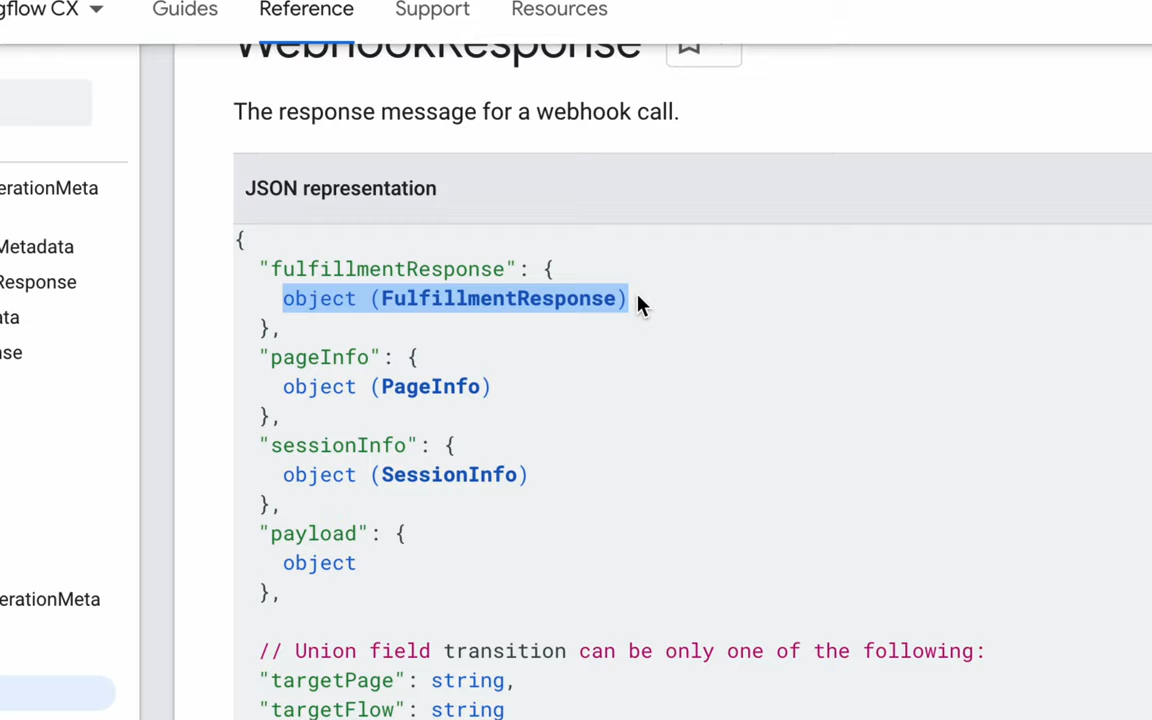 gflow CX
Guides
Reference
Support
Resources
WebhookResponse
The response message for a webhook call.
erationMeta
Metadata
Response
ata
nse
erationMeta
JSON representation
{
"fulfillmentResponse": {
object (FulfillmentResponse)
},
"pageInfo": {
object (PageInfo)
},
"sessionInfo": {
object (SessionInfo)
},
"payload": {
object
},
// Union field transition can be only one of the following:
"targetPage": string,
"targetFlow": string